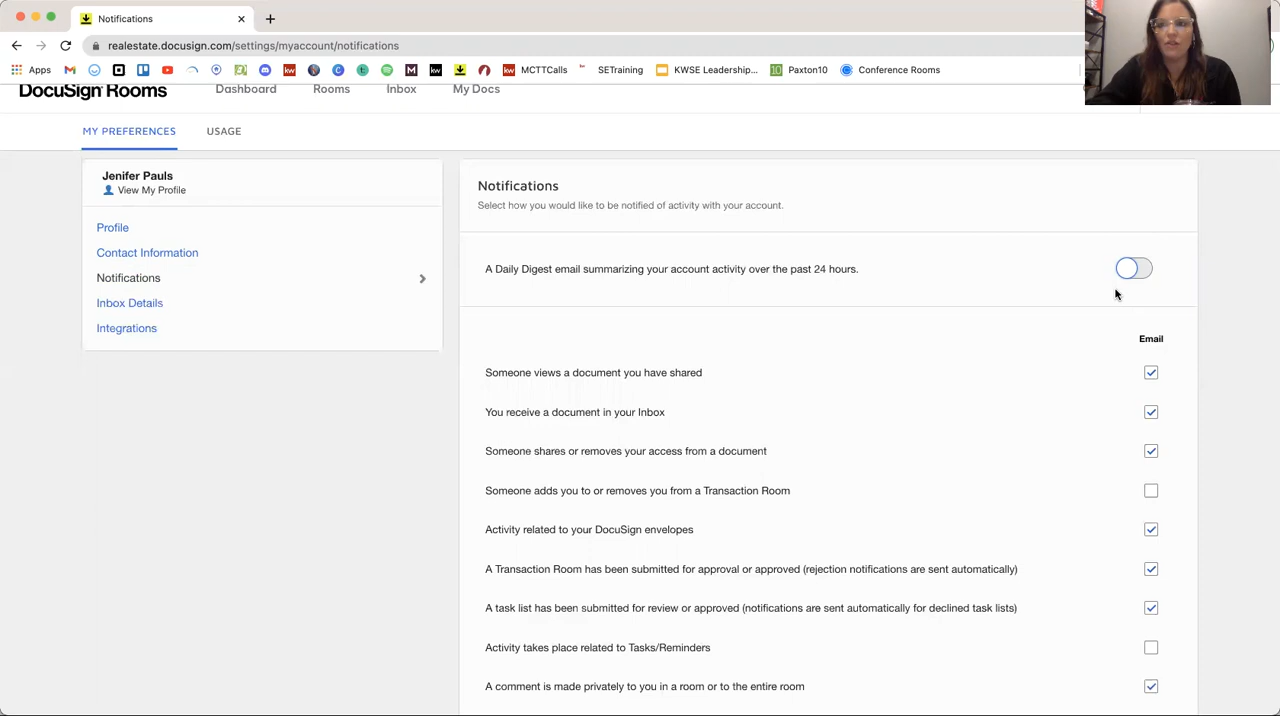 Notifications
realestate.docusign.com/settings/myaccount/notifications
Apps MCTTCalls SETraining KWSE Leadership... Paxton10 Conference Rooms
DocuSign Rooms Dashboard Rooms Inbox My Docs
MY PREFERENCES USAGE
Jenifer Pauls
View My Profile
Profile
Contact Information
Notifications
Inbox Details
Integrations
Notifications
Select how you would like to be notified of activity with your account.
A Daily Digest email summarizing your account activity over the past 24 hours.
Email
Someone views a document you have shared
You receive a document in your Inbox
Someone shares or removes your access from a document
Someone adds you to or removes you from a Transaction Room
Activity related to your DocuSign envelopes
A Transaction Room has been submitted for approval or approved (rejection notifications are sent automatically)
A task list has been submitted for review or approved (notifications are sent automatically for declined task lists)
Activity takes place related to Tasks/Reminders
A comment is made privately to you in a room or to the entire room